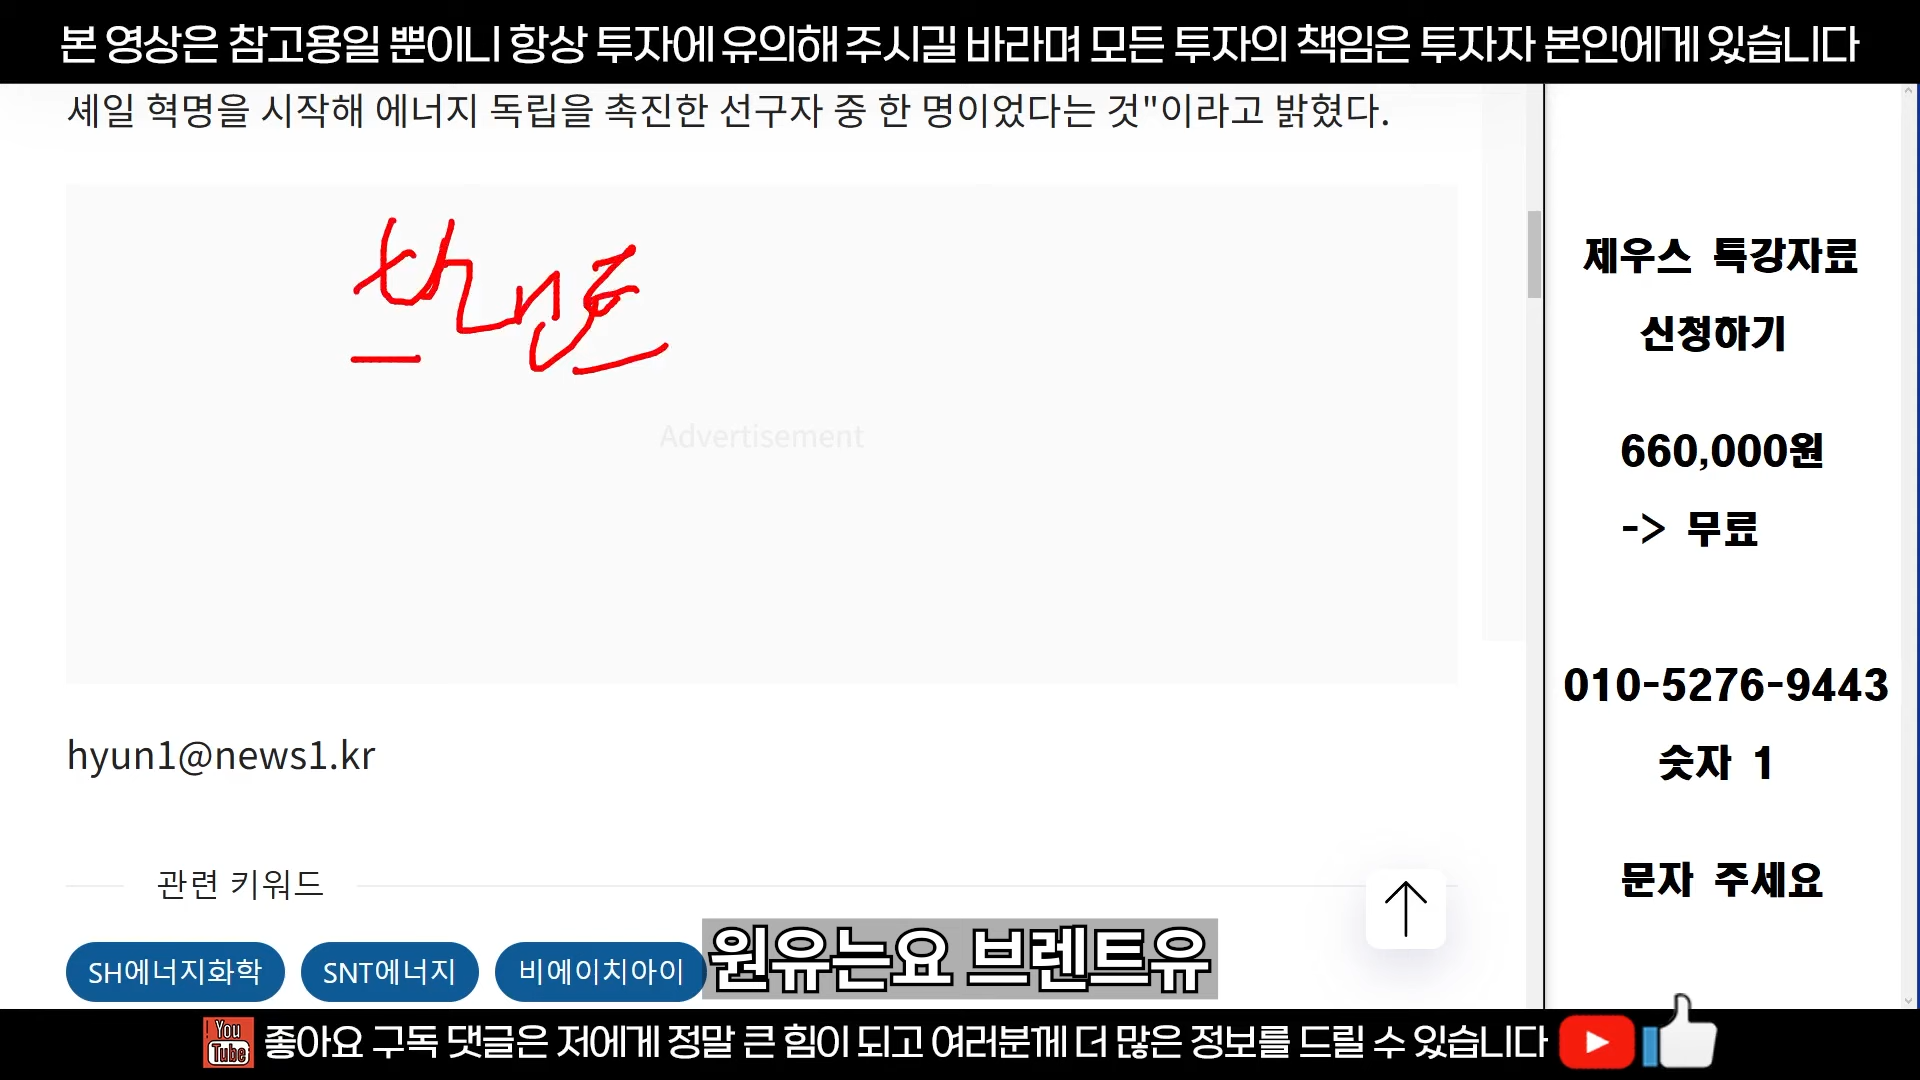 본 영상은 참고용일 뿐이니 항상 투자에 유의해 주시길 바라며 모든 투자의 책임은 투자자 본인에게 있습니다
셰일 혁명을 시작해 에너지 독립을 촉진한 선구자 중 한 명이었다는 것"이라고 밝혔다.
Advertisement
hyun1@news1.kr
관련 키워드
SH에너지화학 SNT에너지 비에이치아이
원유는요 브렌트유
제우스 특강자료
신청하기
660,000원
-> 무료
010-5276-9443
숫자 1
문자 주세요
You Tube 좋아요 구독 댓글은 저에게 정말 큰 힘이 되고 여러분께 더 많은 정보를 드릴 수 있습니다